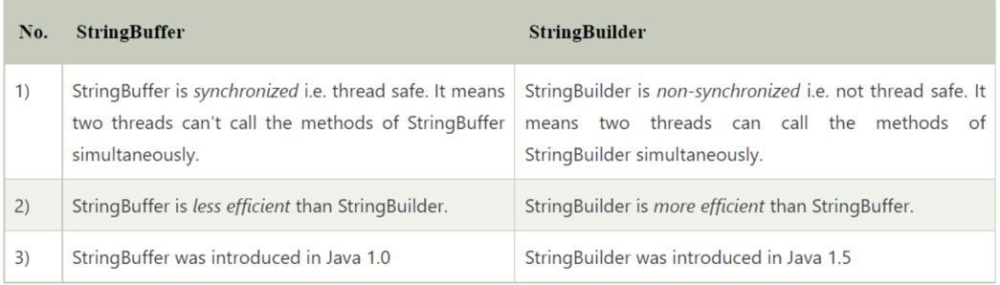 No. StringBuffer StringBuilder
1) StringBuffer is synchronized i.e. thread safe. It means StringBuilder is non-synchronized i.e. not thread safe. It
two threads can't call the methods of StringBuffer means two threads can call the methods of
simultaneously. StringBuilder simultaneously.
2) StringBuffer is less efficient than StringBuilder. StringBuilder is more efficient than StringBuffer.
3) StringBuffer was introduced in Java 1.0 StringBuilder was introduced in Java 1.5